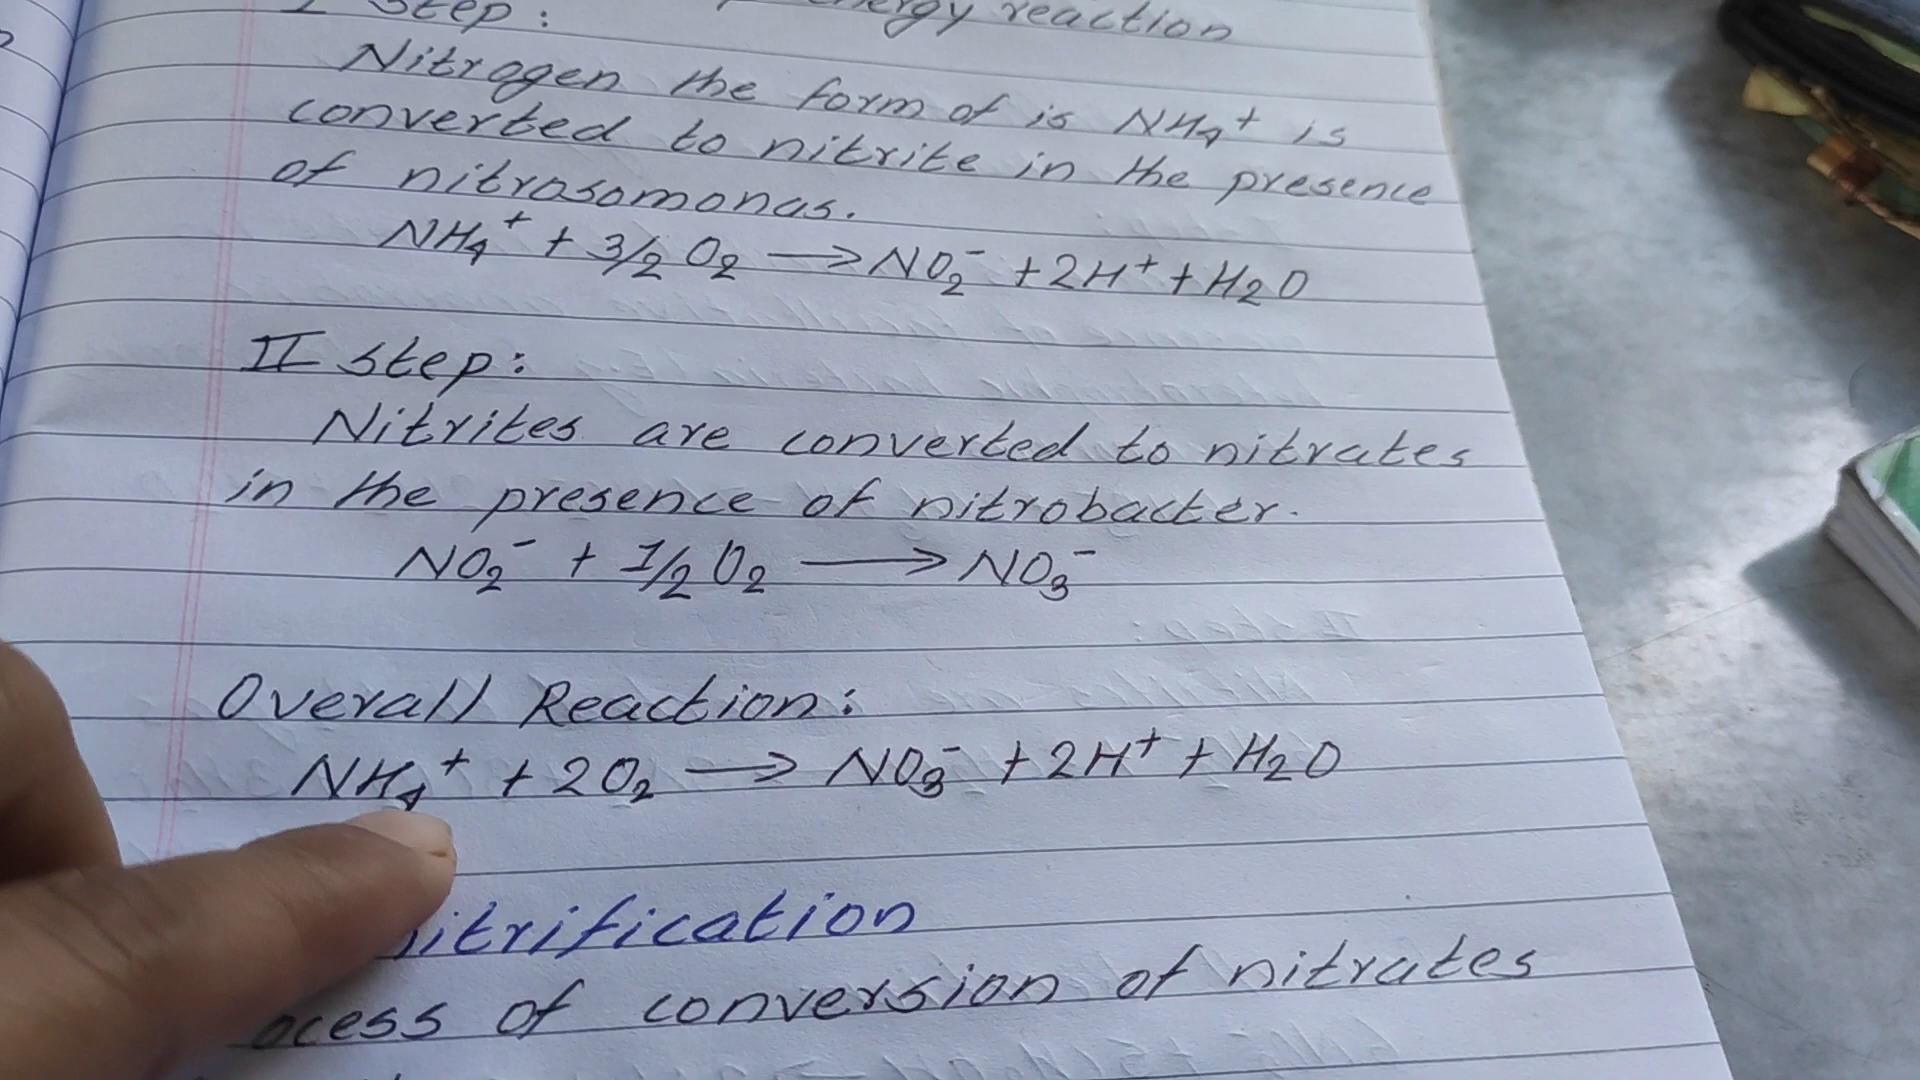 I Step: energy reaction
Nitrogen the form of is NH₄⁺ is
converted to nitrite in the presence
of nitrosomonas.
NH₄⁺ + 3/2 O₂ → NO₂⁻ + 2H⁺ + H₂O
II step:
Nitrites are converted to nitrates
in the presence of nitrobacter.
NO₂⁻ + 1/2 O₂ → NO₃⁻
Overall Reaction:
NH₄⁺ + 2O₂ → NO₃⁻ + 2H⁺ + H₂O
itrification
ocess of conversion of nitrates